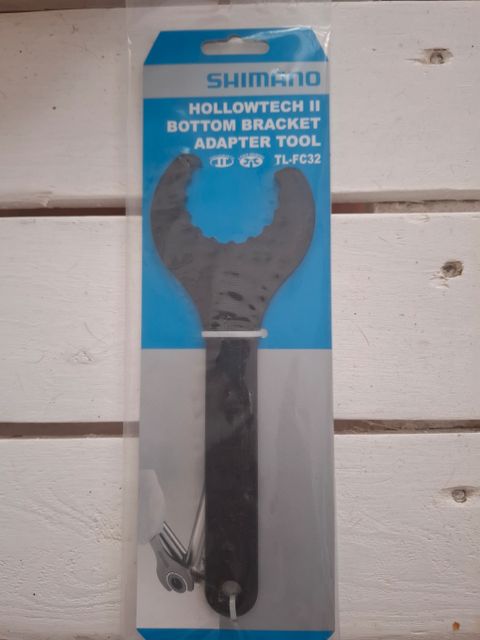 SHIMANO
HOLLOWTECH II
BOTTOM BRACKET
ADAPTER TOOL
TL-FC32